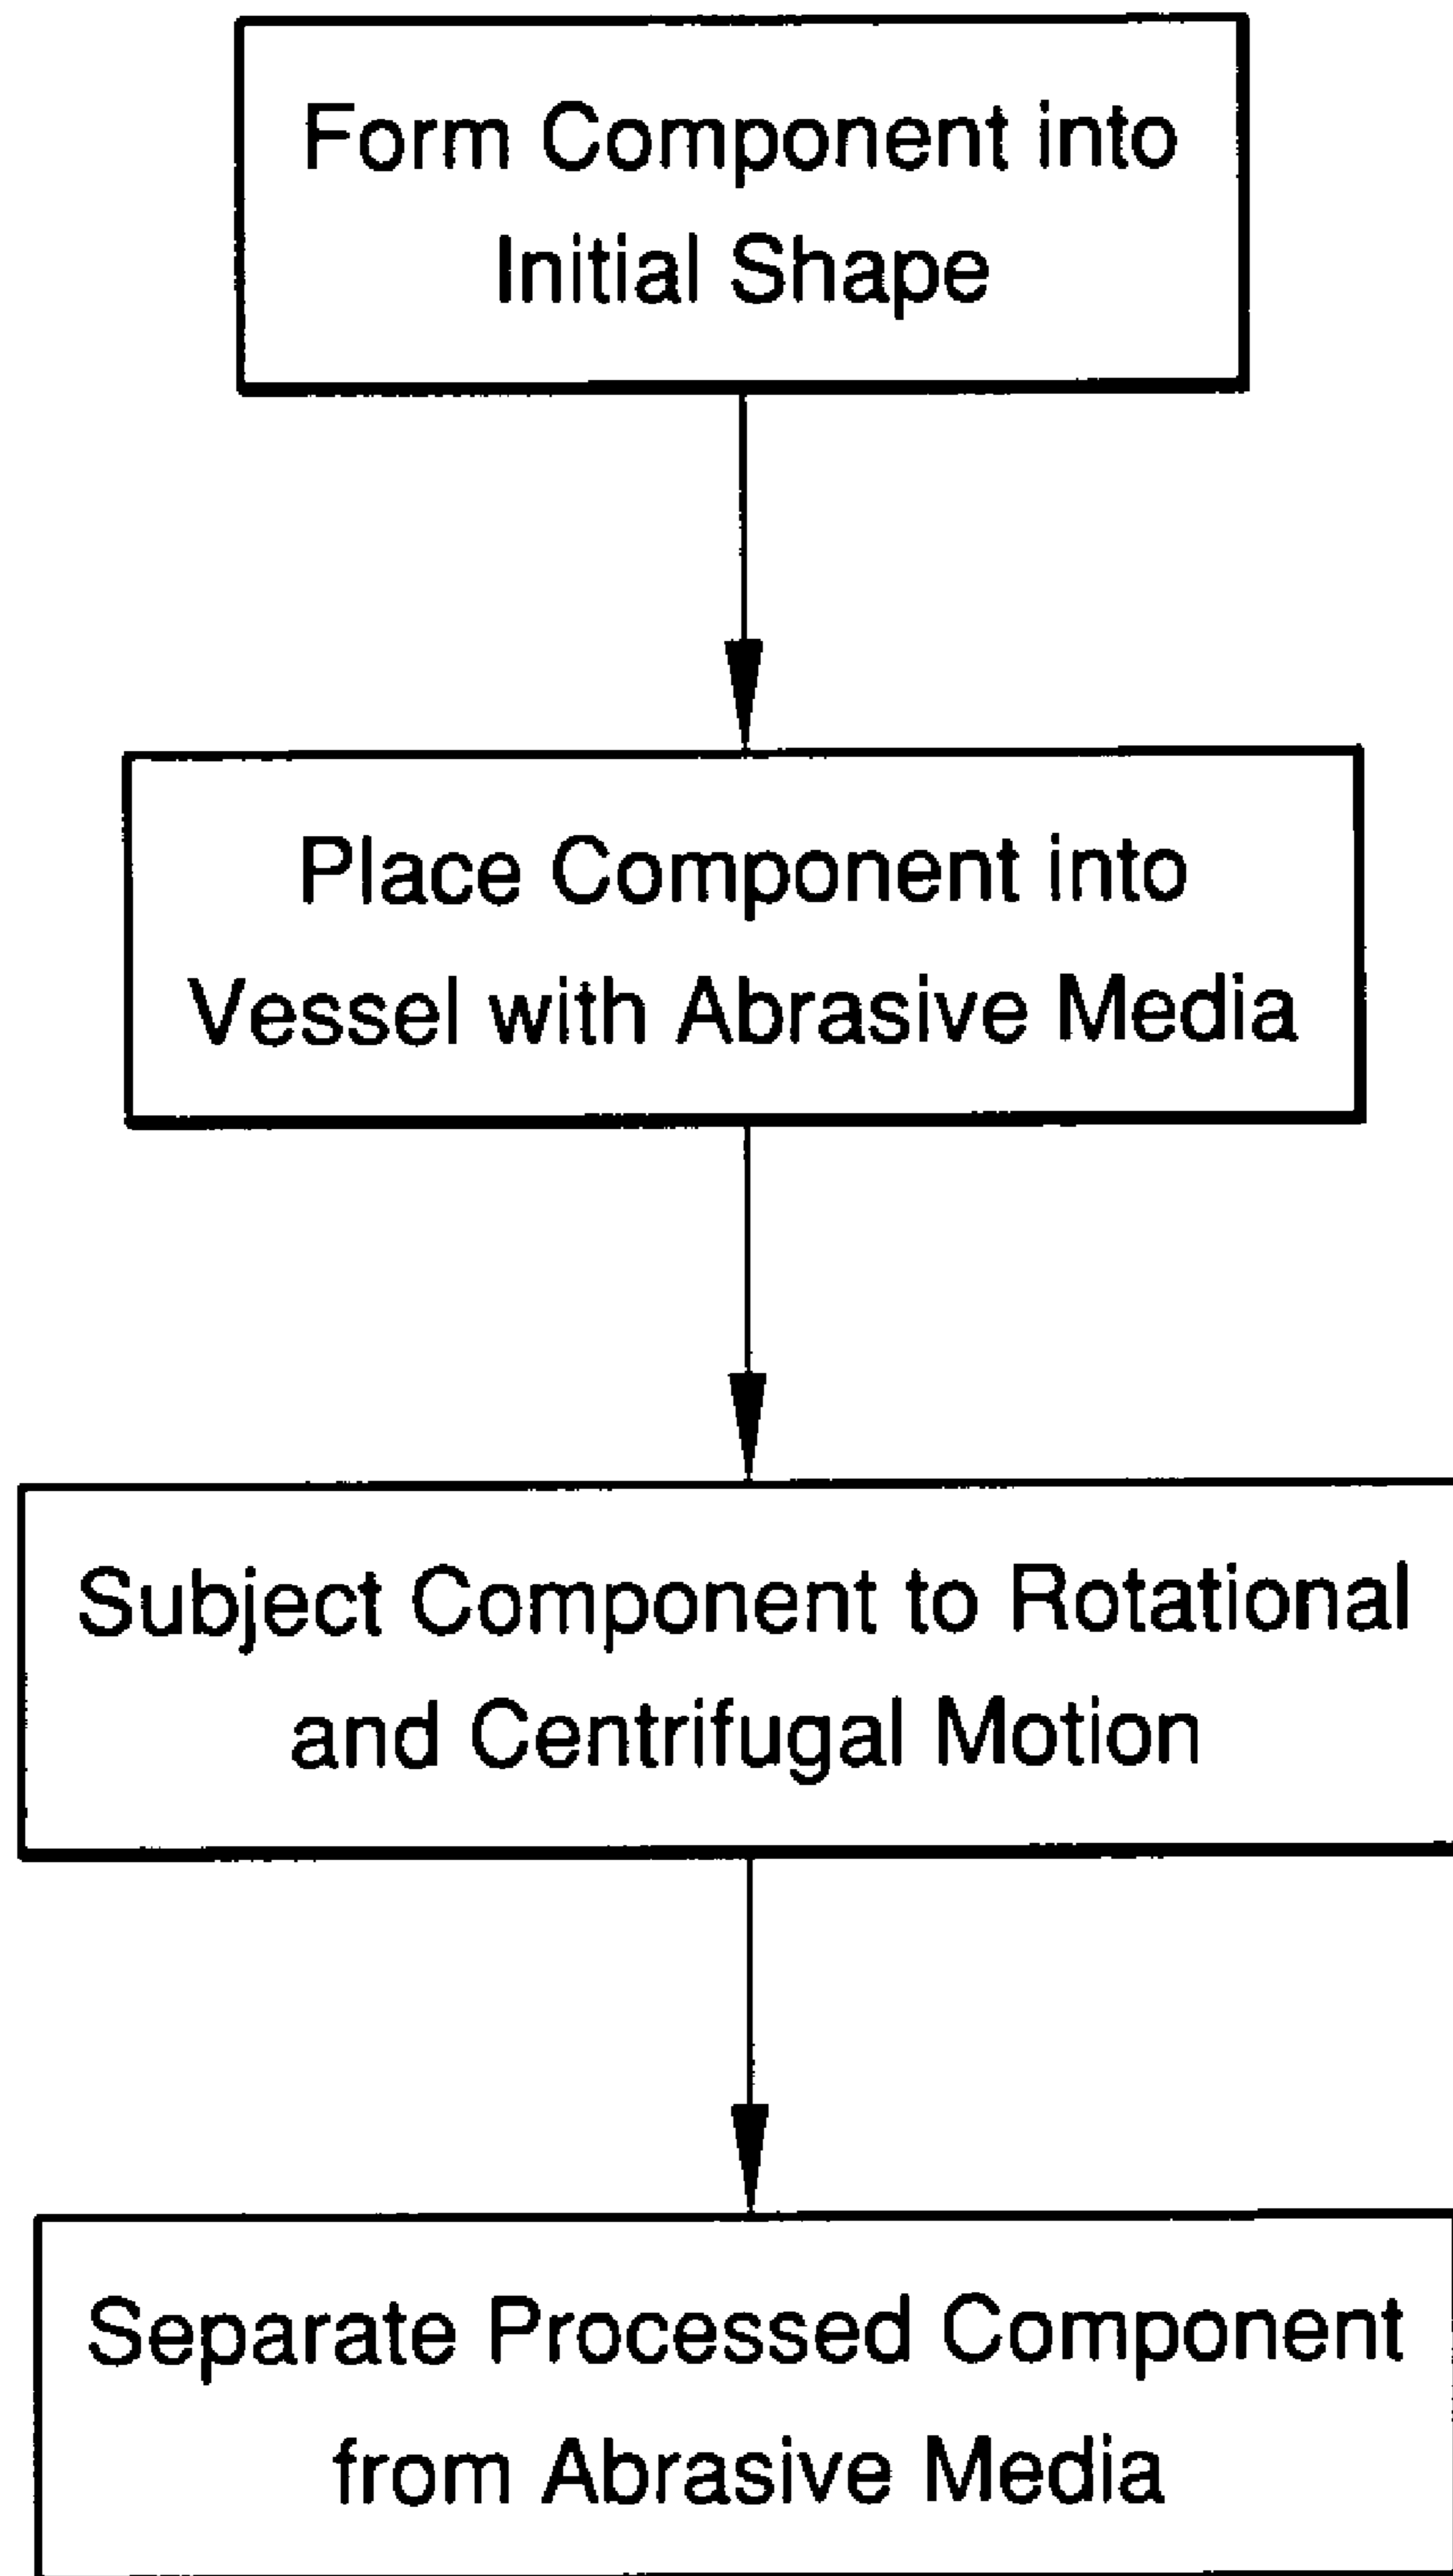 Form Component into
Initial Shape
Place Component into
Vessel with Abrasive Media
Subject Component to Rotational
and Centrifugal Motion
Separate Processed Component
from Abrasive Media